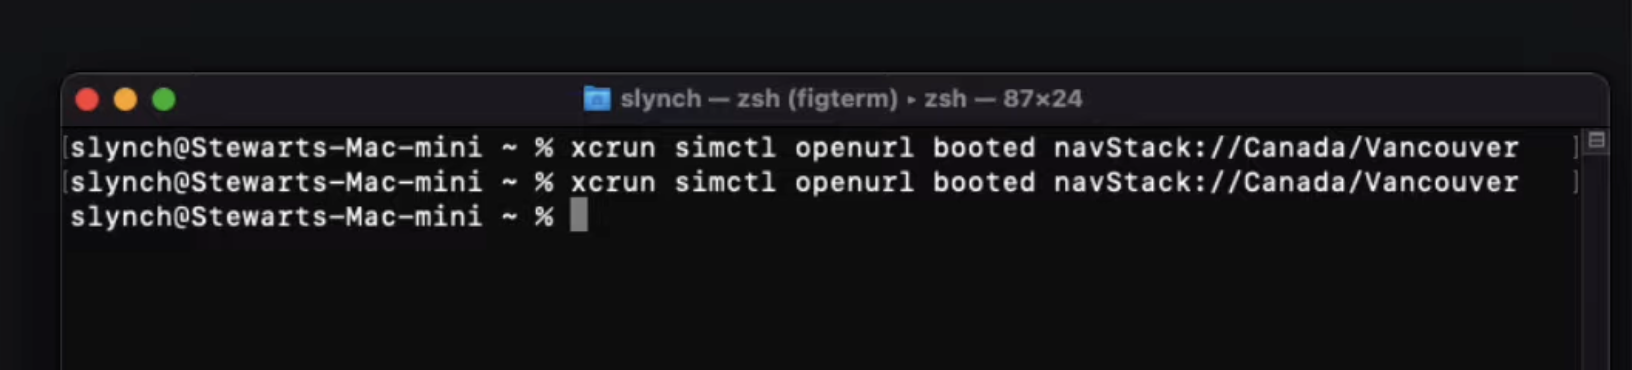 slynch — zsh (figterm) ▸ zsh — 87×24
[slynch@Stewarts-Mac-mini ~ % xcrun simctl openurl booted navStack://Canada/Vancouver ]
[slynch@Stewarts-Mac-mini ~ % xcrun simctl openurl booted navStack://Canada/Vancouver ]
slynch@Stewarts-Mac-mini ~ %